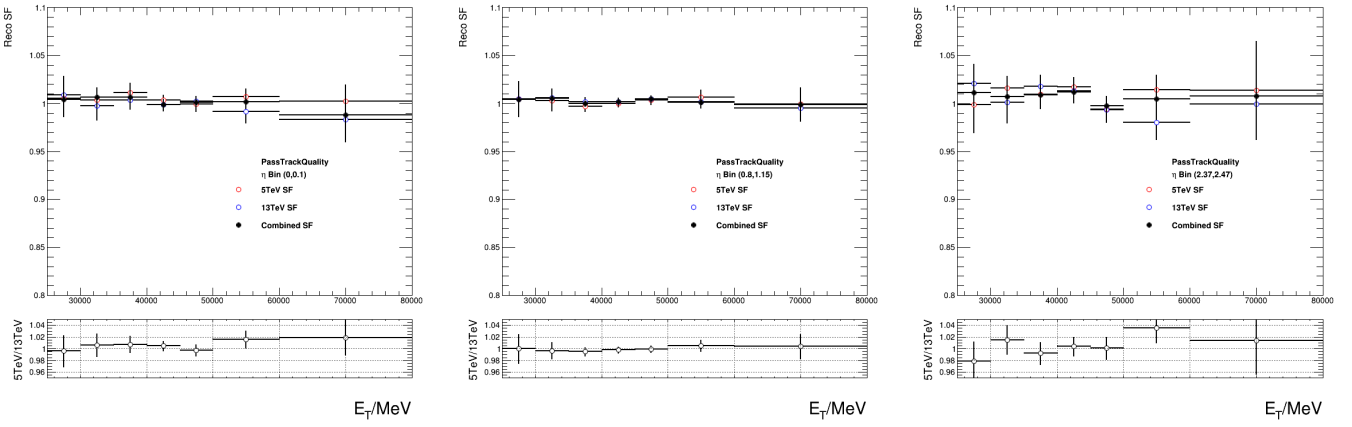 Reco SF
1.1
1.05
1
0.95
0.9
0.85
0.8
PassTrackQuality
η Bin (0,0.1)
5TeV SF
13TeV SF
Combined SF
30000 40000 50000 60000 70000 80000
5TeV/13TeV
1.04
1.02
1
0.98
0.96
E_T/MeV
Reco SF
1.1
1.05
1
0.95
0.9
0.85
0.8
PassTrackQuality
η Bin (0.8,1.15)
5TeV SF
13TeV SF
Combined SF
30000 40000 50000 60000 70000 80000
5TeV/13TeV
1.04
1.02
1
0.98
0.96
E_T/MeV
Reco SF
1.1
1.05
1
0.95
0.9
0.85
0.8
PassTrackQuality
η Bin (2.37,2.47)
5TeV SF
13TeV SF
Combined SF
30000 40000 50000 60000 70000 80000
5TeV/13TeV
1.04
1.02
1
0.98
0.96
E_T/MeV